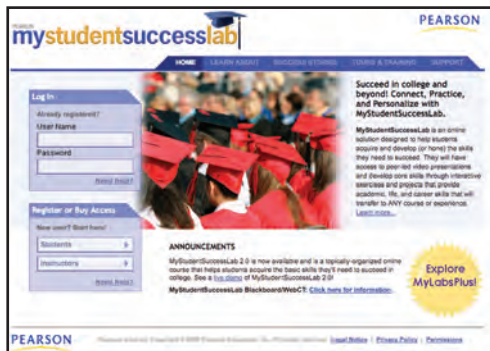 PEARSON
mystudentsuccesslab
PEARSON
HOME LEARN ABOUT SUCCESS STORIES TOURS & TRAINING SUPPORT
Log In
Already registered?
User Name
Password
Need help?
Register or Buy Access
New user? Start here!
Students
Instructors
Need help?
Succeed in college and
beyond! Connect, Practice,
and Personalize with
MyStudentSuccessLab.
MyStudentSuccessLab is an online
solution designed to help students
acquire and develop (or hone) the skills
they need to succeed. They will have
access to peer-led video presentations
and develop core skills through interactive
exercises and projects that provide
academic, life, and career skills that will
transfer to ANY course or experience.
Learn more...
ANNOUNCEMENTS
MyStudentSuccessLab 2.0 is now available and is a topically-organized online
course that helps students acquire the basic skills they'll need to succeed in
college. See a live demo of MyStudentSuccessLab 2.0!
MyStudentSuccessLab Blackboard/WebCT: Click here for information.
Explore
MyLabsPlus!
PEARSON
Legal Notice | Privacy Policy | Permissions